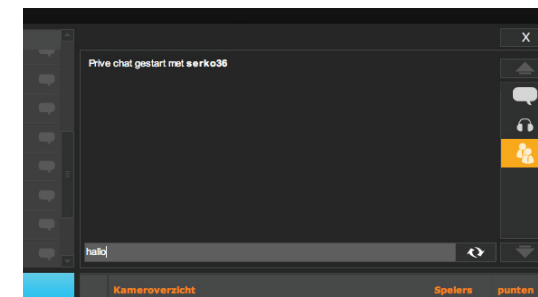 X
Prive chat gestart met serko36
hallo
Kameroverzicht Spelers punten